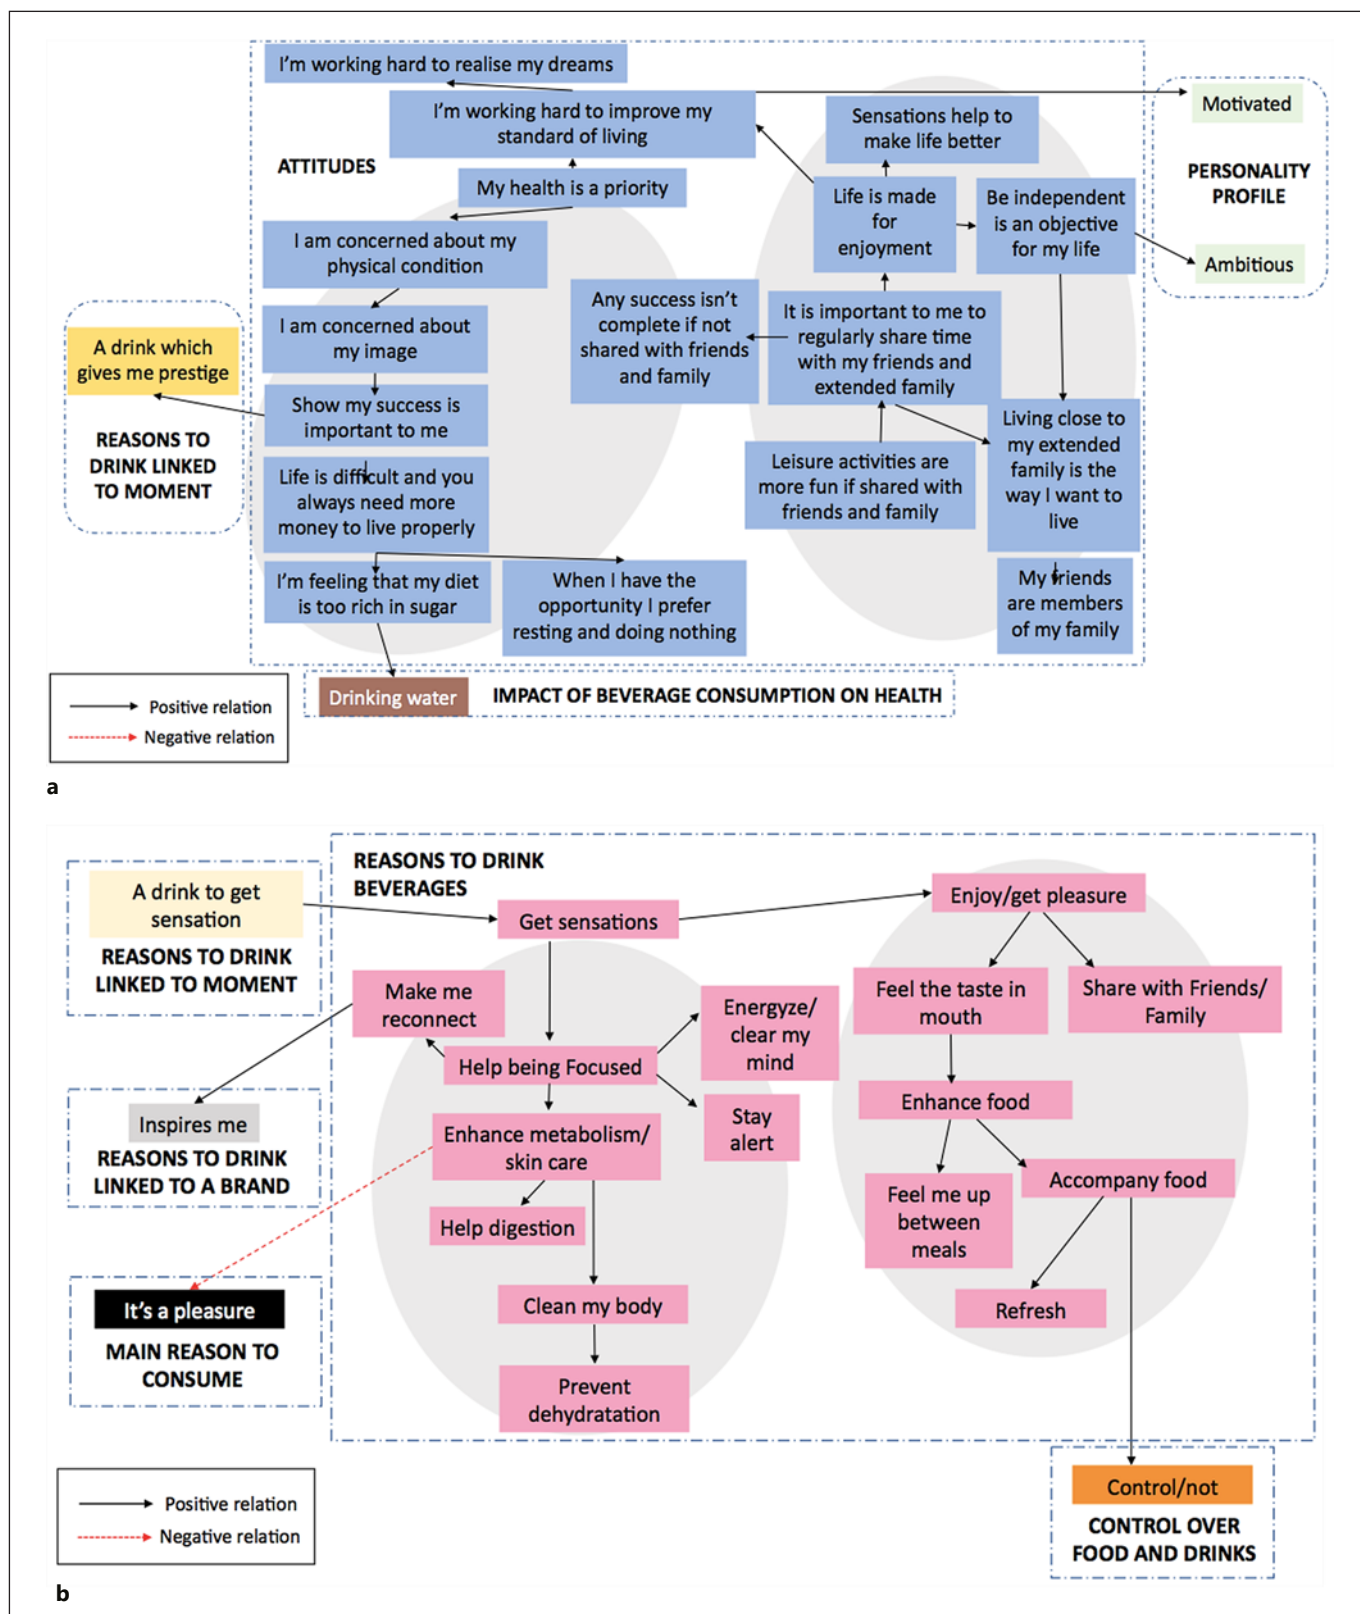 I'm working hard to realise my dreams
I'm working hard to improve my
standard of living
Motivated
Sensations help to
make life better
ATTITUDES
PERSONALITY
PROFILE
My health is a priority
Life is made
for
enjoyment
Be independent
is an objective
for my life
I am concerned about my
physical condition
Ambitious
Any success isn't
complete if not
shared with friends
and family
It is important to me to
regularly share time
with my friends and
extended family
I am concerned about
my image
A drink which
gives me prestige
Show my success is
important to me
REASONS TO
DRINK LINKED
TO MOMENT
Living close to
my extended
family is the
way I want to
live
Leisure activities are
more fun if shared with
friends and family
Life is difficult and you
always need more
money to live properly
I'm feeling that my diet
is too rich in sugar
When I have the
opportunity I prefer
resting and doing nothing
My friends
are members
of my family
Drinking water
IMPACT OF BEVERAGE CONSUMPTION ON HEALTH
Positive relation
Negative relation
a
REASONS TO DRINK
BEVERAGES
A drink to get
sensation
REASONS TO DRINK
LINKED TO MOMENT
Get sensations
Enjoy/get pleasure
Make me
reconnect
Energyze/
clear my
mind
Feel the taste in
mouth
Share with Friends/
Family
Help being Focused
Stay
alert
Enhance food
Inspires me
REASONS TO DRINK
LINKED TO A BRAND
Enhance metabolism/
skin care
Feel me up
between
meals
Accompany food
Help digestion
It's a pleasure
MAIN REASON TO
CONSUME
Clean my body
Refresh
Prevent
dehydratation
Control/not
CONTROL OVER
FOOD AND DRINKS
Positive relation
Negative relation
b